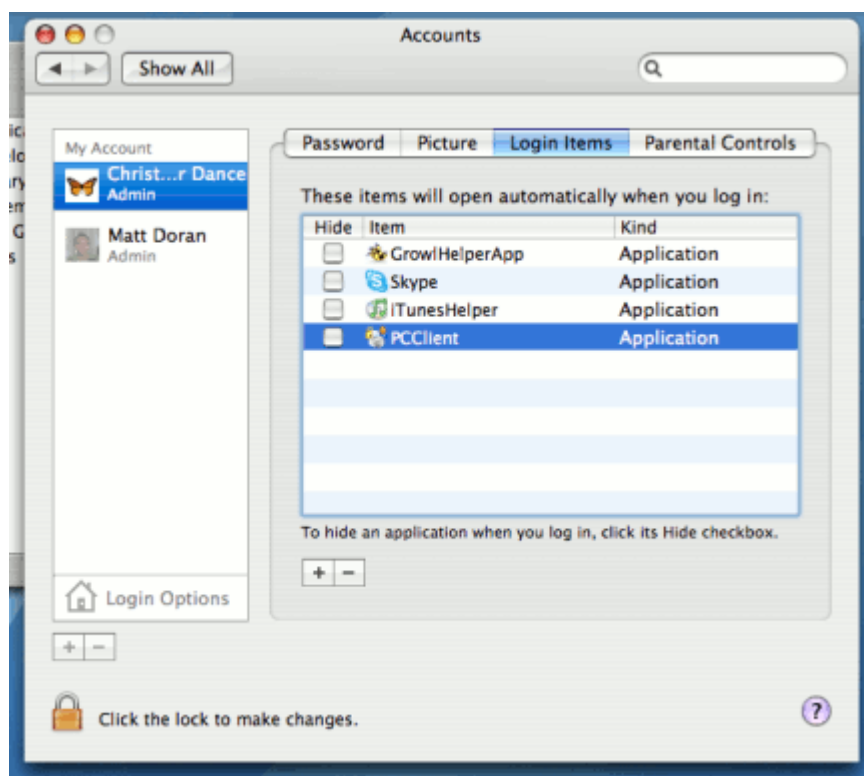 Accounts
Show All
My Account
Christ...r Dance
Admin
Matt Doran
Admin
Login Options
Password Picture Login Items Parental Controls
These items will open automatically when you log in:
Hide Item Kind
GrowlHelperApp Application
Skype Application
iTunesHelper Application
PCClient Application
To hide an application when you log in, click its Hide checkbox.
+ −
+ −
Click the lock to make changes.
?